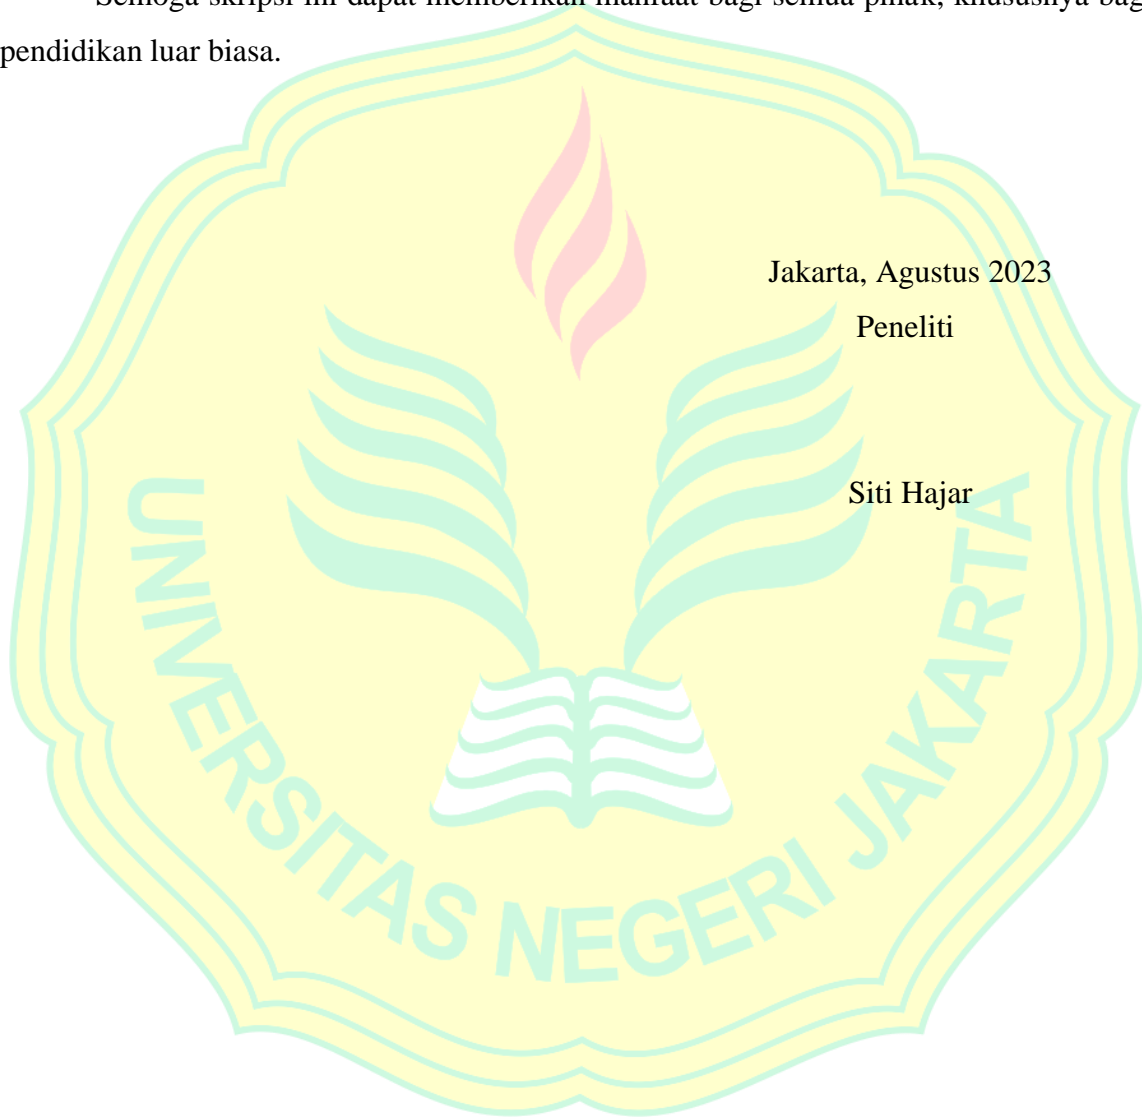 Semoga skripsi ini dapat memberikan manfaat bagi semua pihak, khususnya bag
pendidikan luar biasa.
Jakarta, Agustus 2023
Peneliti
Siti Hajar
UNIVERSITAS NEGERI JAKARTA